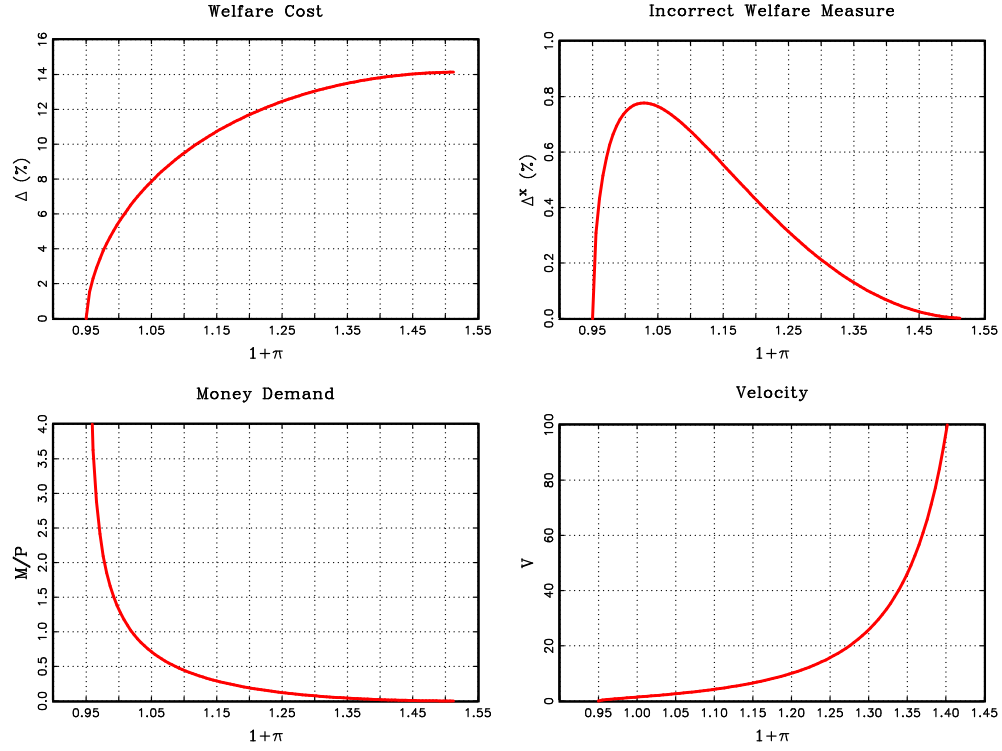 Welfare Cost
Δ (%)
16
14
12
10
8
6
4
2
0
0.95 1.05 1.15 1.25 1.35 1.45 1.55
1+π
Incorrect Welfare Measure
Δˣ (%)
1.0
0.8
0.6
0.4
0.2
0.0
0.95 1.05 1.15 1.25 1.35 1.45 1.55
1+π
Money Demand
M/P
4.0
3.5
3.0
2.5
2.0
1.5
1.0
0.5
0.0
0.95 1.05 1.15 1.25 1.35 1.45 1.55
1+π
Velocity
V
100
80
60
40
20
0
0.95 1.00 1.05 1.10 1.15 1.20 1.25 1.30 1.35 1.40 1.45
1+π